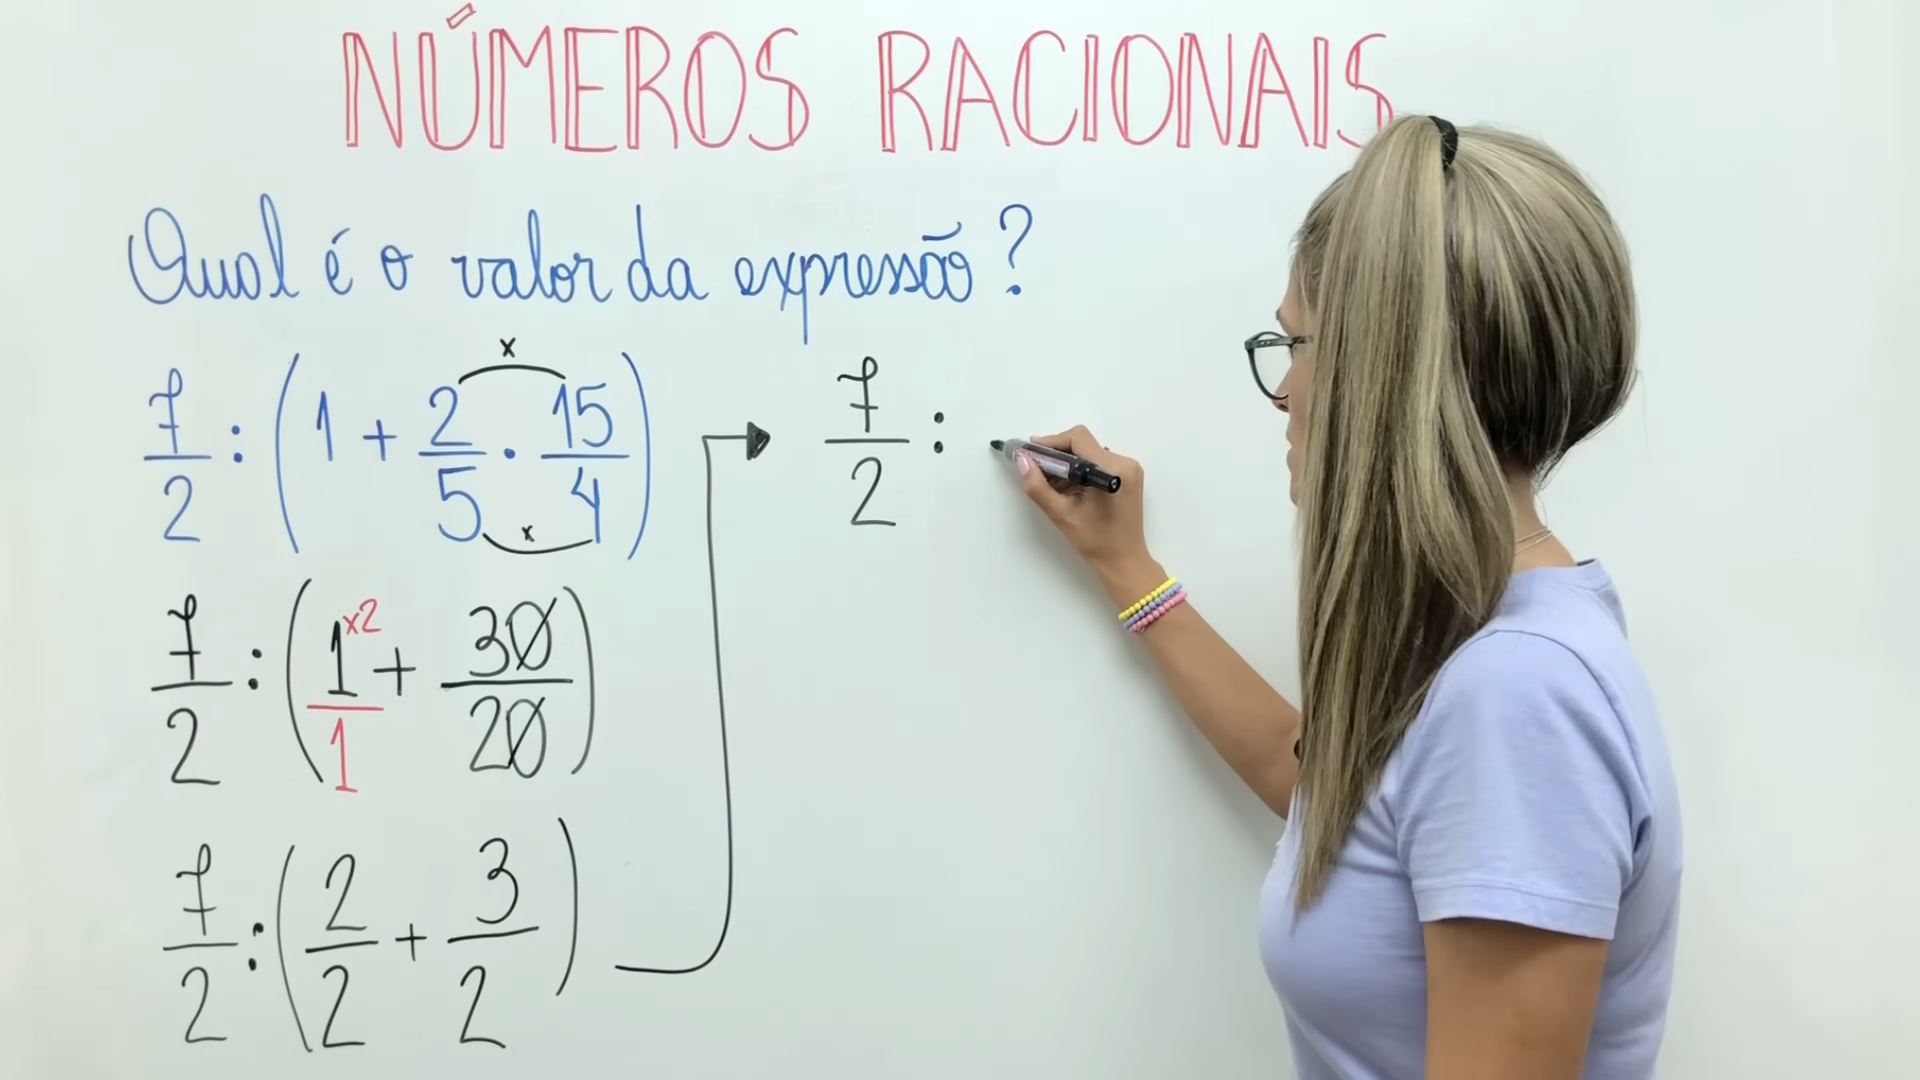 NÚMEROS RACIONAIS
Qual é o valor da expressão?
7/2 : (1 + 2/5 · 15/4)
x
x
7/2 : (1/1 + 30/20)
x2
7/2 : (2/2 + 3/2)
7/2 :